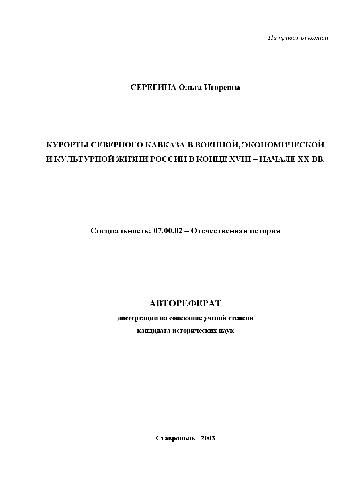 На правах рукописи
СЕРЕГИНА Ольга Игоревна
КУРОРТЫ СЕВЕРНОГО КАВКАЗА В ВОЕННОЙ, ЭКОНОМИЧЕСКОЙ
И КУЛЬТУРНОЙ ЖИЗНИ РОССИИ В КОНЦЕ XVIII – НАЧАЛЕ XX ВВ.
Специальность: 07.00.02 – Отечественная история
АВТОРЕФЕРАТ
диссертации на соискание ученой степени
кандидата исторических наук
Ставрополь - 2003